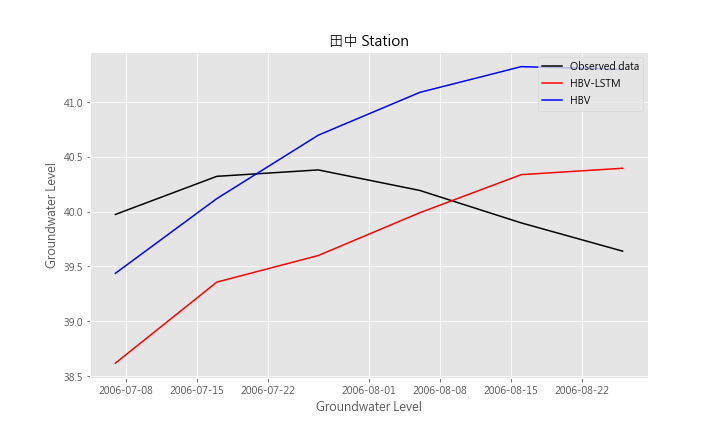 田中 Station
Observed data
HBV-LSTM
HBV
41.0
40.5
40.0
39.5
39.0
38.5
Groundwater Level
2006-07-08 2006-07-15 2006-07-22 2006-08-01 2006-08-08 2006-08-15 2006-08-22
Groundwater Level